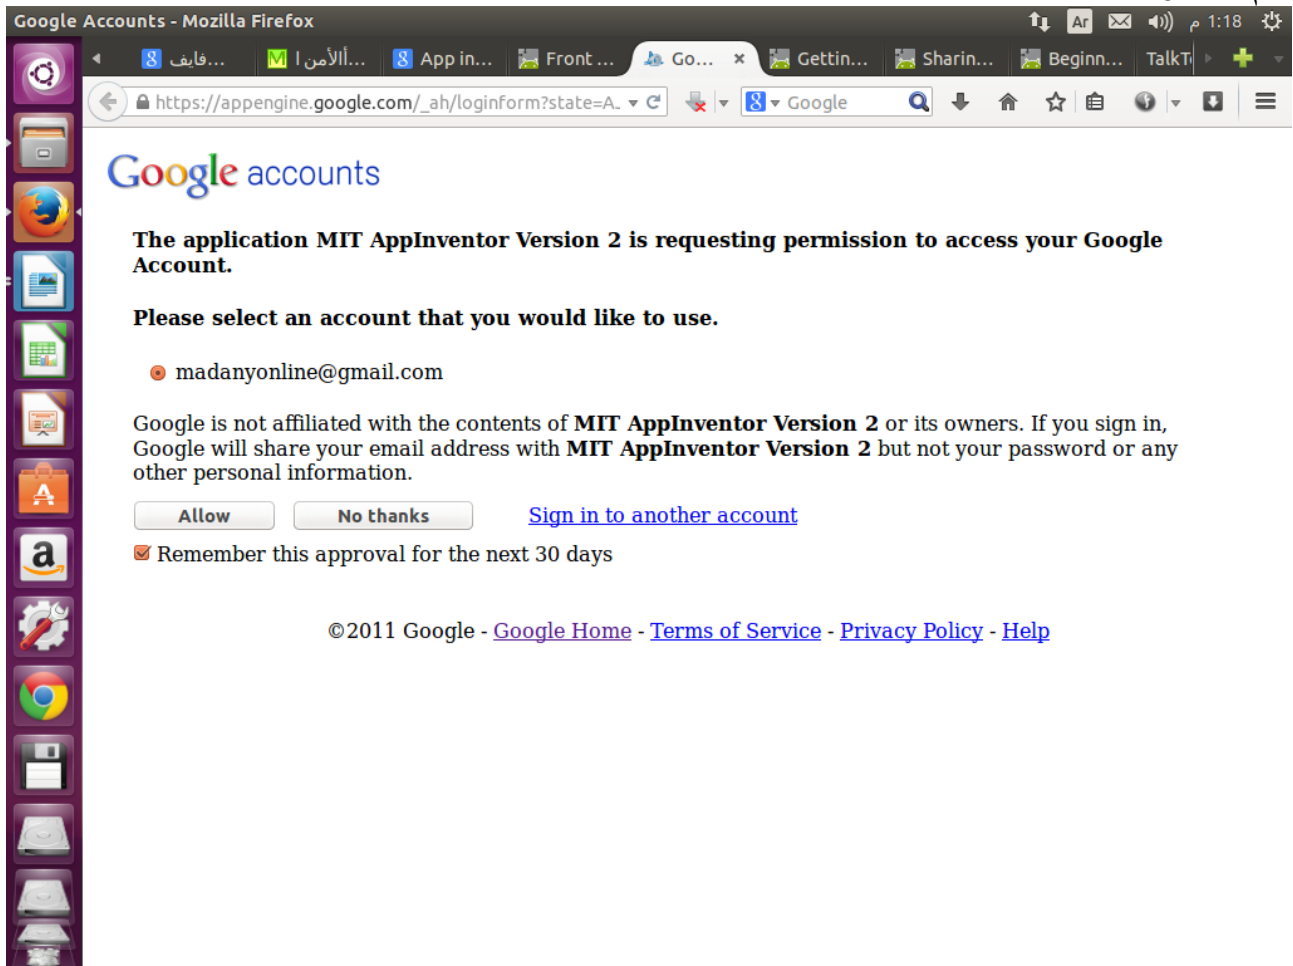 Google Accounts - Mozilla Firefox
Ar
1:18 م
فايف...
أالأمن ا...
App in...
Front ...
Go...
Gettin...
Sharin...
Beginn...
TalkT
https://appengine.google.com/_ah/loginform?state=A
Google
Google accounts
The application MIT AppInventor Version 2 is requesting permission to access your Google
Account.
Please select an account that you would like to use.
madanyonline@gmail.com
Google is not affiliated with the contents of MIT AppInventor Version 2 or its owners. If you sign in,
Google will share your email address with MIT AppInventor Version 2 but not your password or any
other personal information.
Allow
No thanks
Sign in to another account
Remember this approval for the next 30 days
©2011 Google - Google Home - Terms of Service - Privacy Policy - Help